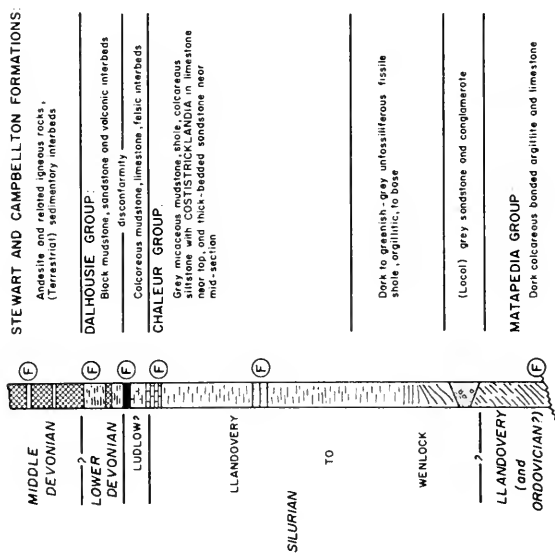 STEWART AND CAMPBELLTON FORMATIONS:
Andesite and related igneous rocks,
(Terrestrial) sedimentary interbeds
DALHOUSIE GROUP:
Black mudstone, sandstone and volcanic interbeds
disconformity
Calcareous mudstone, limestone, felsic interbeds
CHALEUR GROUP:
Grey micaceous mudstone, shale, calcareous
siltstone with COSTISTRICKLANDIA in limestone
near top, and thick-bedded sandstone near
mid-section
Dark to greenish-grey unfossiliferous fissile
shale, argillitic, to base
(Local) grey sandstone and conglomerate
MATAPEDIA GROUP
Dark calcareous banded argillite and limestone
F
F
F
F
F
F
MIDDLE
DEVONIAN
?
LOWER
DEVONIAN
LUDLOW?
LLANDOVERY
SILURIAN
TO
WENLOCK
?
LLANDOVERY
(and
ORDOVICIAN?)